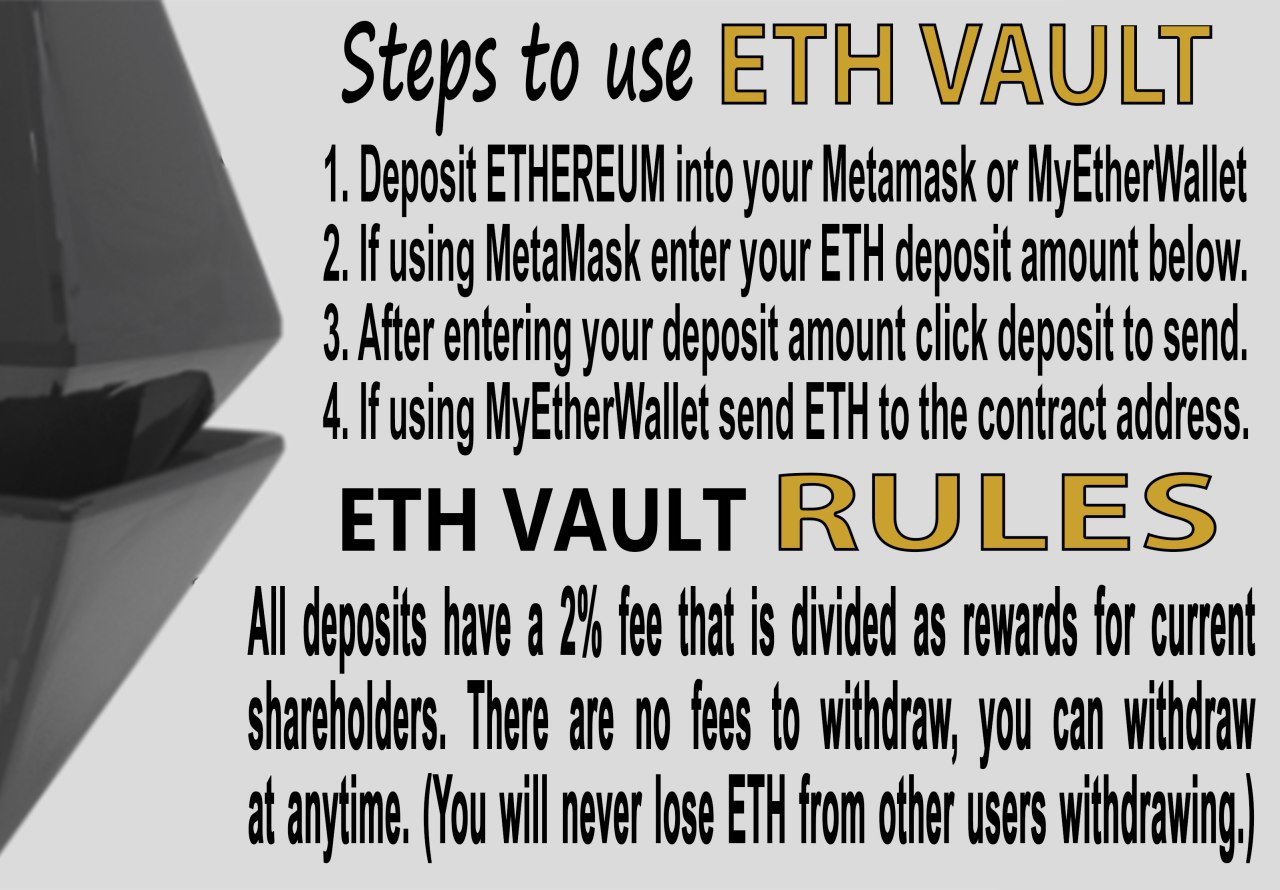 Steps to use ETH VAULT
1. Deposit ETHEREUM into your Metamask or MyEtherWallet
2. If using MetaMask enter your ETH deposit amount below.
3. After entering your deposit amount click deposit to send.
4. If using MyEtherWallet send ETH to the contract address.
ETH VAULT RULES
All deposits have a 2% fee that is divided as rewards for current
shareholders. There are no fees to withdraw, you can withdraw
at anytime. (You will never lose ETH from other users withdrawing.)